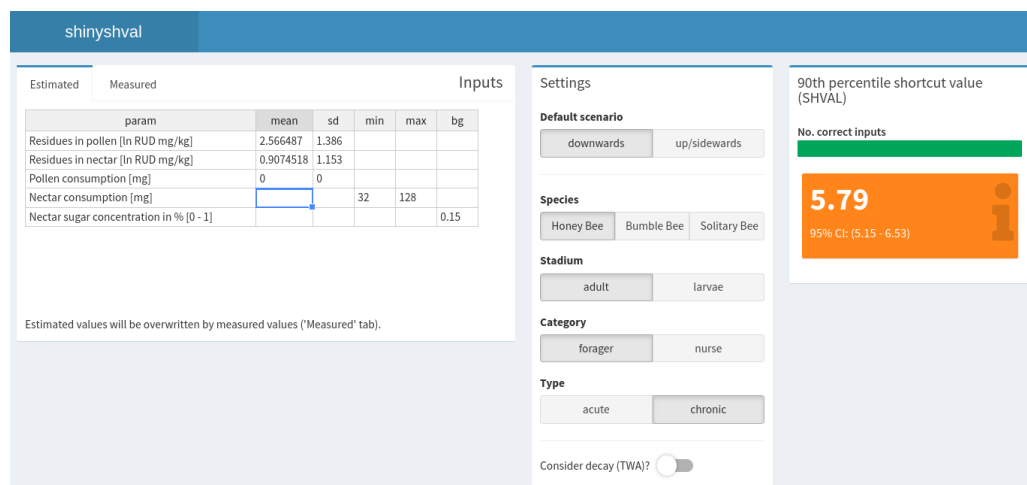 shinyshval
Estimated Measured Inputs
param mean sd min max bg
Residues in pollen [ln RUD mg/kg] 2.566487 1.386
Residues in nectar [ln RUD mg/kg] 0.9074518 1.153
Pollen consumption [mg] 0 0
Nectar consumption [mg] 32 128
Nectar sugar concentration in % [0 - 1] 0.15
Estimated values will be overwritten by measured values ('Measured' tab).
Settings
Default scenario
downwards up/sidewards
Species
Honey Bee Bumble Bee Solitary Bee
Stadium
adult larvae
Category
forager nurse
Type
acute chronic
Consider decay (TWA)?
90th percentile shortcut value
(SHVAL)
No. correct inputs
5.79
95% CI: (5.15 - 6.53)